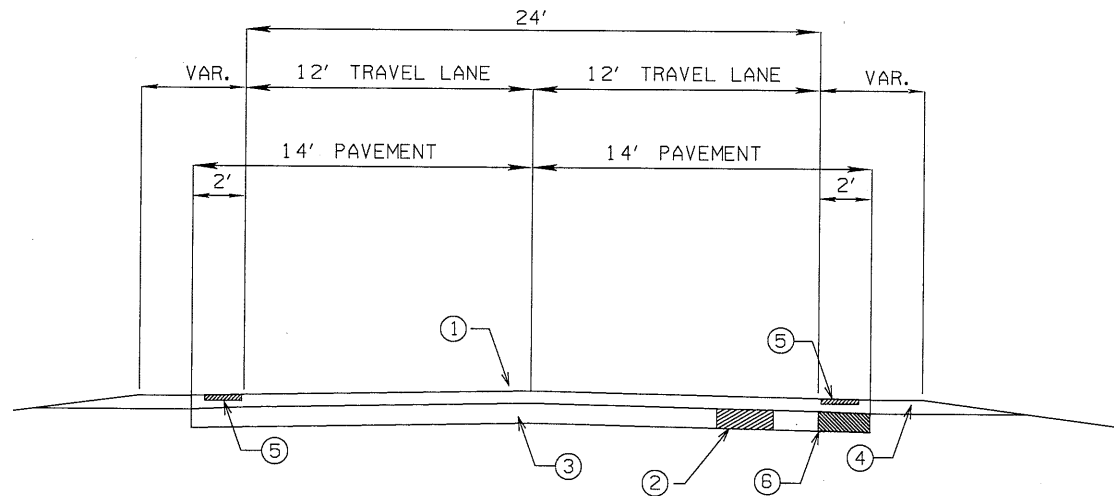 24'
VAR.
12' TRAVEL LANE
12' TRAVEL LANE
VAR.
14' PAVEMENT
14' PAVEMENT
2'
2'
1
5
5
3
2
6
4